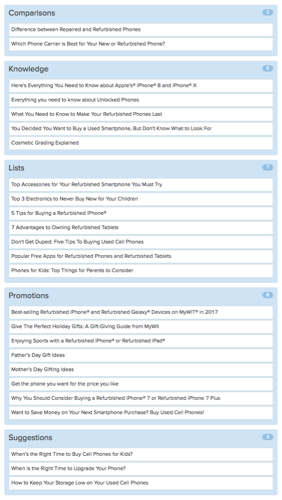 Comparisons
2
Difference between Repaired and Refurbished Phones
Which Phone Carrier is Best for Your New or Refurbished Phone?
Knowledge
5
Here's Everything You Need to Know about Apple's® iPhone® 8 and iPhone® X
Everything you need to know about Unlocked Phones
What You Need to Know to Make Your Refurbished Phones Last
You Decided You Want to Buy a Used Smartphone, But Don't Know What to Look For
Cosmetic Grading Explained
Lists
7
Top Accessories for Your Refurbished Smartphone You Must Try
Top 3 Electronics to Never Buy New for Your Children
5 Tips for Buying a Refurbished iPhone®
7 Advantages to Owning Refurbished Tablets
Don't Get Duped: Five Tips To Buying Used Cell Phones
Popular Free Apps for Refurbished Phones and Refurbished Tablets
Phones for Kids: Top Things for Parents to Consider
Promotions
8
Best-selling Refurbished iPhone® and Refurbished Galaxy® Devices on MyWIT® in 2017
Give The Perfect Holiday Gifts: A Gift-Giving Guide from MyWit
Enjoying Sports with a Refurbished iPhone® or Refurbished iPad®
Father's Day Gift Ideas
Mother's Day Gifting Ideas
Get the phone you want for the price you like
Why You Should Consider Buying a Refurbished iPhone® 7 or Refurbished iPhone 7 Plus
Want to Save Money on Your Next Smartphone Purchase? Buy Used Cell Phones!
Suggestions
3
When's the Right Time to Buy Cell Phones for Kids?
When is the Right Time to Upgrade Your Phone?
How to Keep Your Storage Low on Your Used Cell Phones